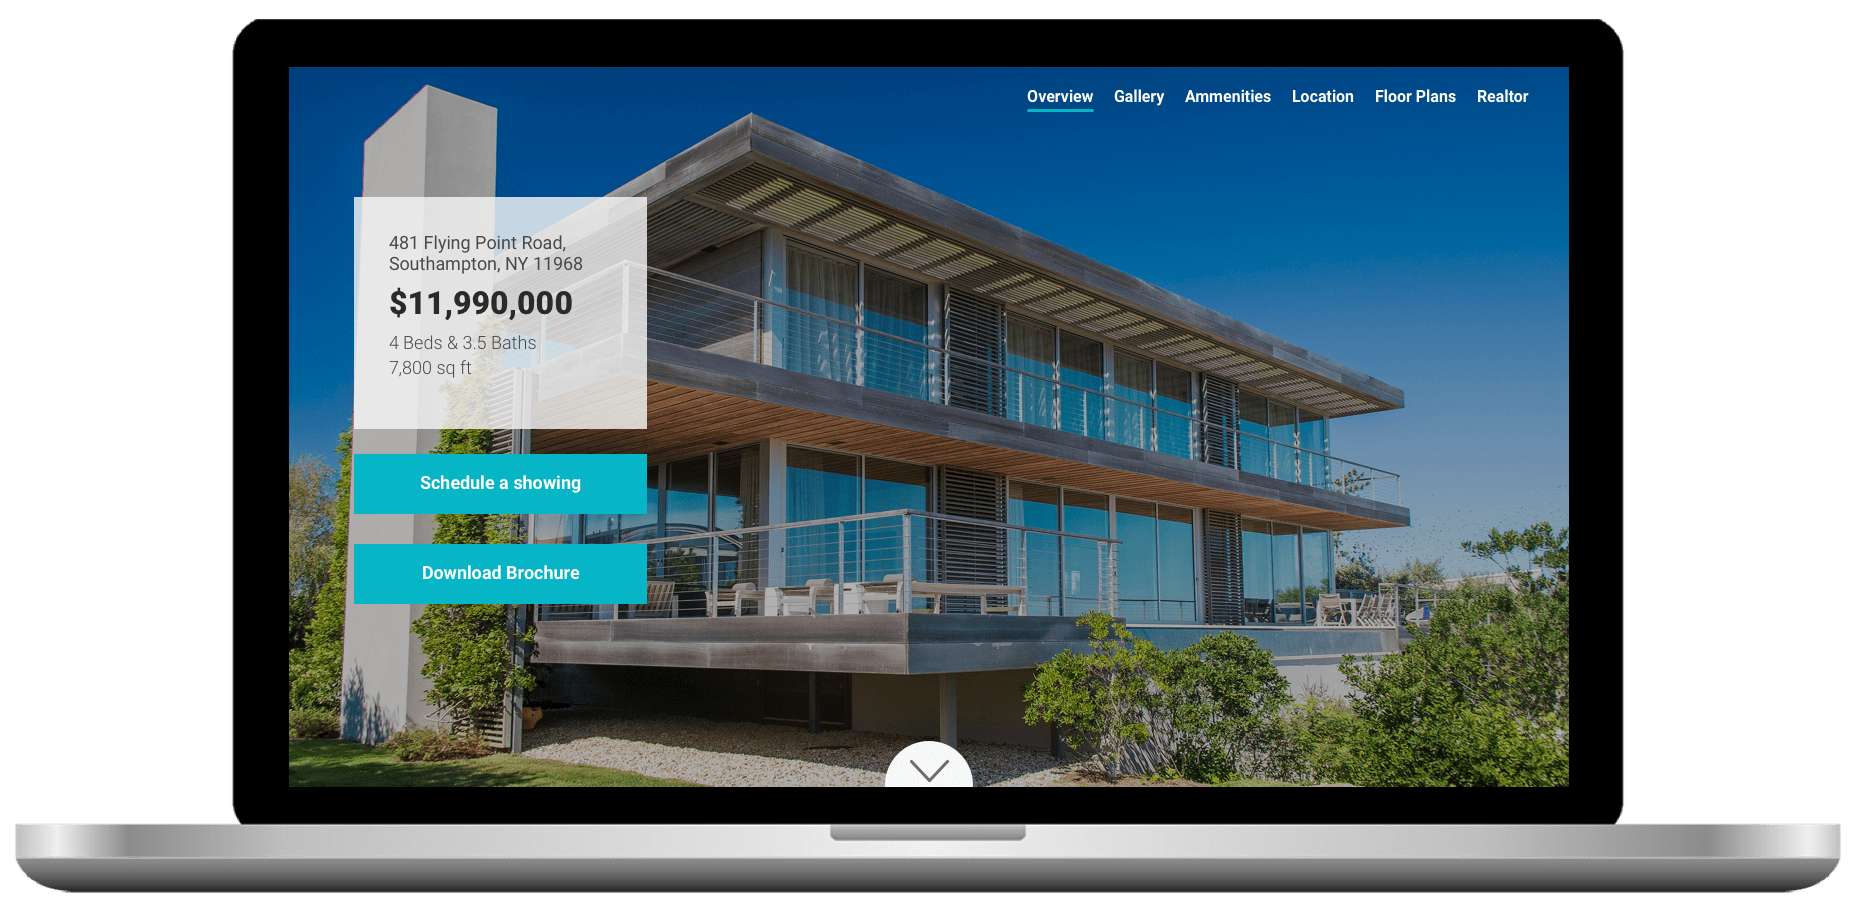 Overview Gallery Ammenities Location Floor Plans Realtor
481 Flying Point Road,
Southampton, NY 11968
$11,990,000
4 Beds & 3.5 Baths
7,800 sq ft
Schedule a showing
Download Brochure